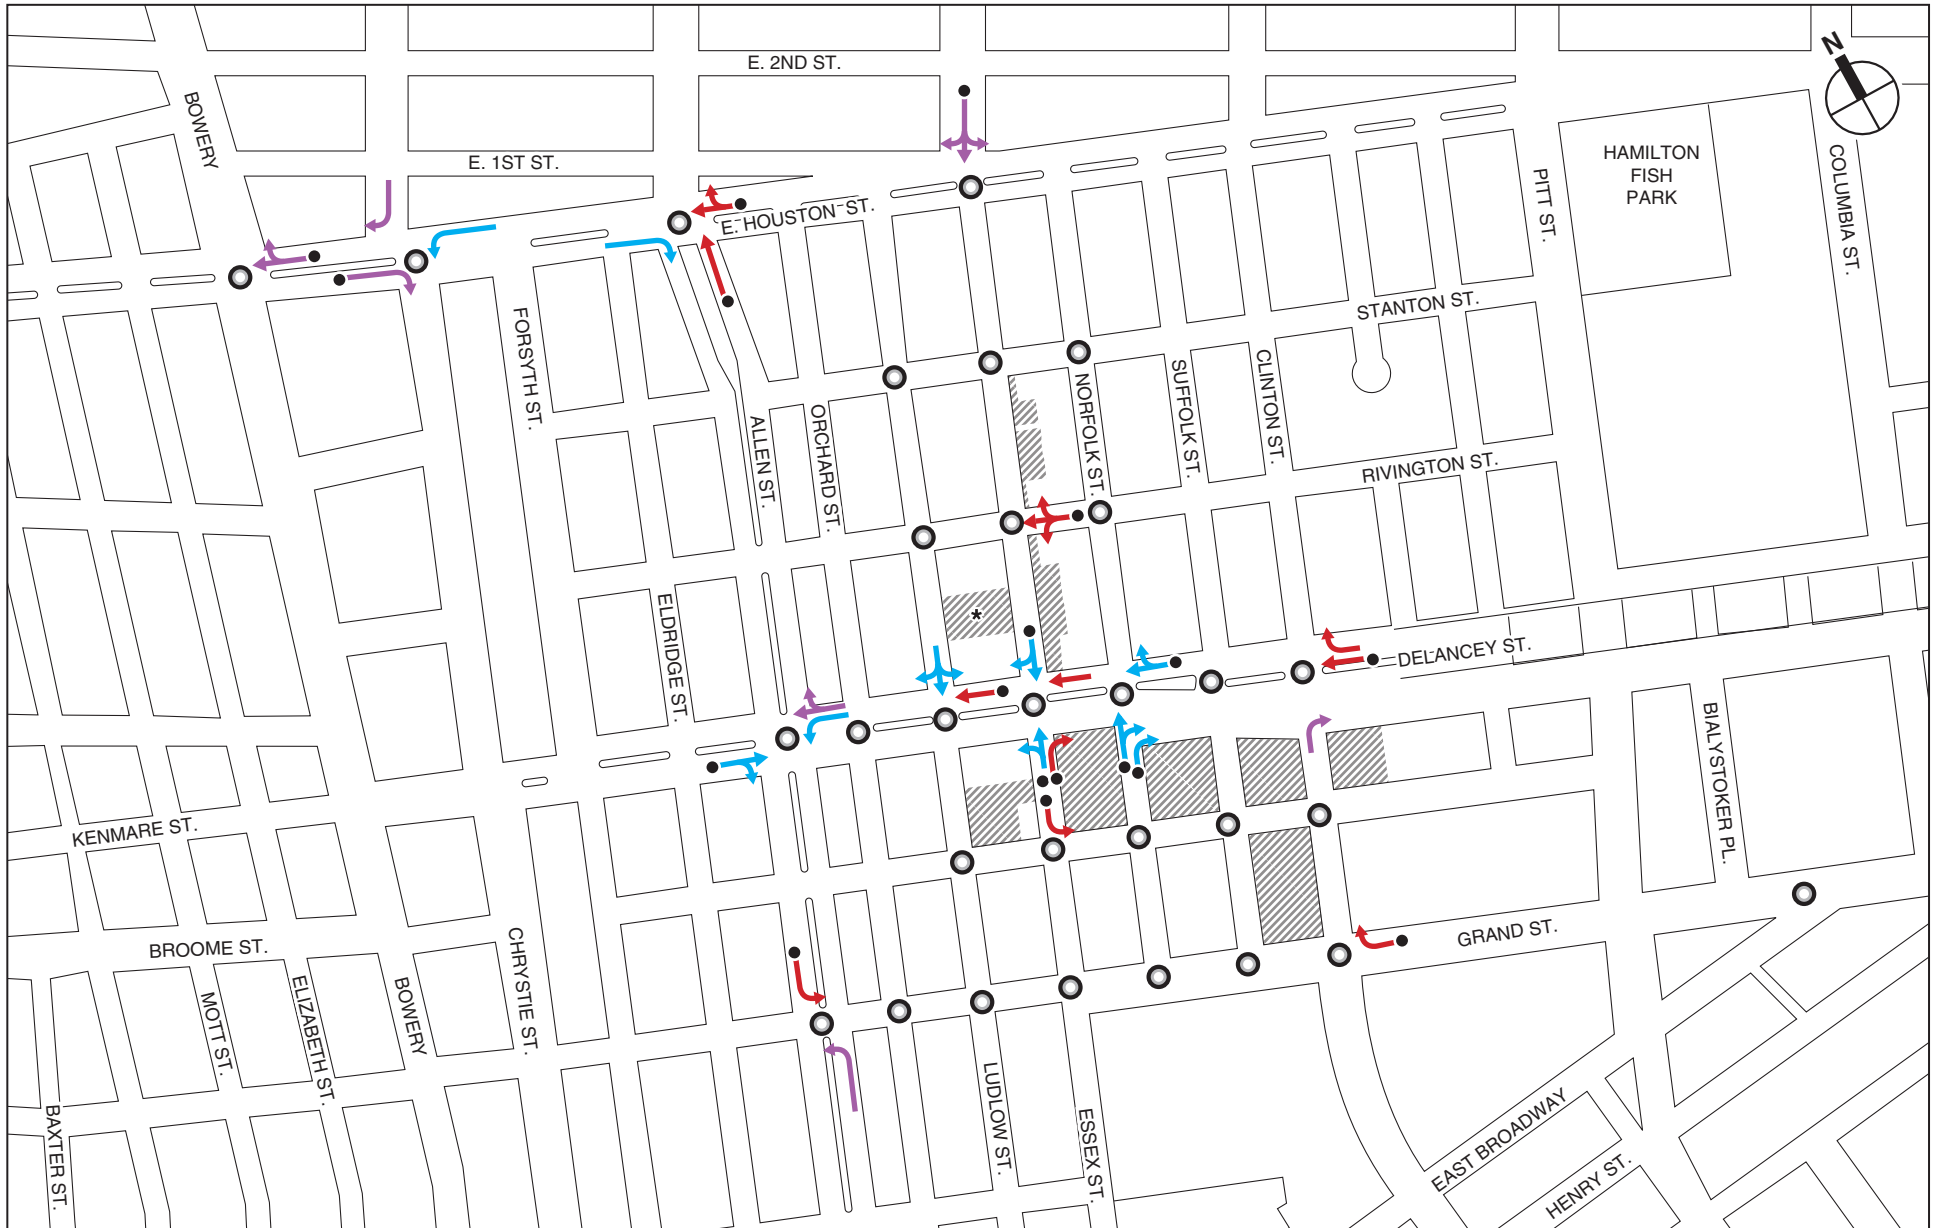 N
E. 2ND ST.
BOWERY
E. 1ST ST.
HAMILTON
FISH
PARK
COLUMBIA ST.
PITT ST.
E. HOUSTON ST.
STANTON ST.
FORSYTH ST.
NORFOLK ST.
SUFFOLK ST.
CLINTON ST.
ALLEN ST.
ORCHARD ST.
RIVINGTON ST.
ELDRIDGE ST.
*
DELANCEY ST.
BIALYSTOKER PL.
KENMARE ST.
BROOME ST.
GRAND ST.
MOTT ST.
ELIZABETH ST.
BOWERY
CHRYSTIE ST.
LUDLOW ST.
ESSEX ST.
BAXTER ST.
EAST BROADWAY
HENRY ST.